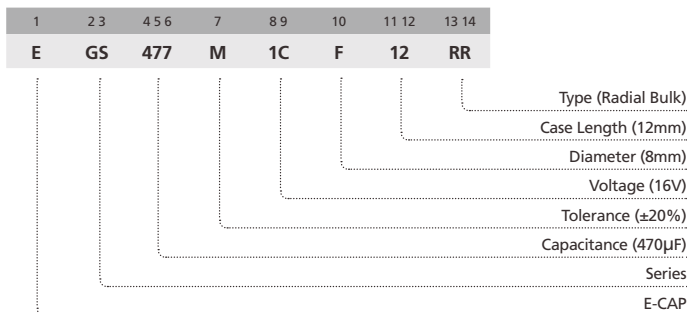 1 2 3 4 5 6 7 8 9 10 11 12 13 14
E GS 477 M 1C F 12 RR
Type (Radial Bulk)
Case Length (12mm)
Diameter (8mm)
Voltage (16V)
Tolerance (±20%)
Capacitance (470µF)
Series
E-CAP